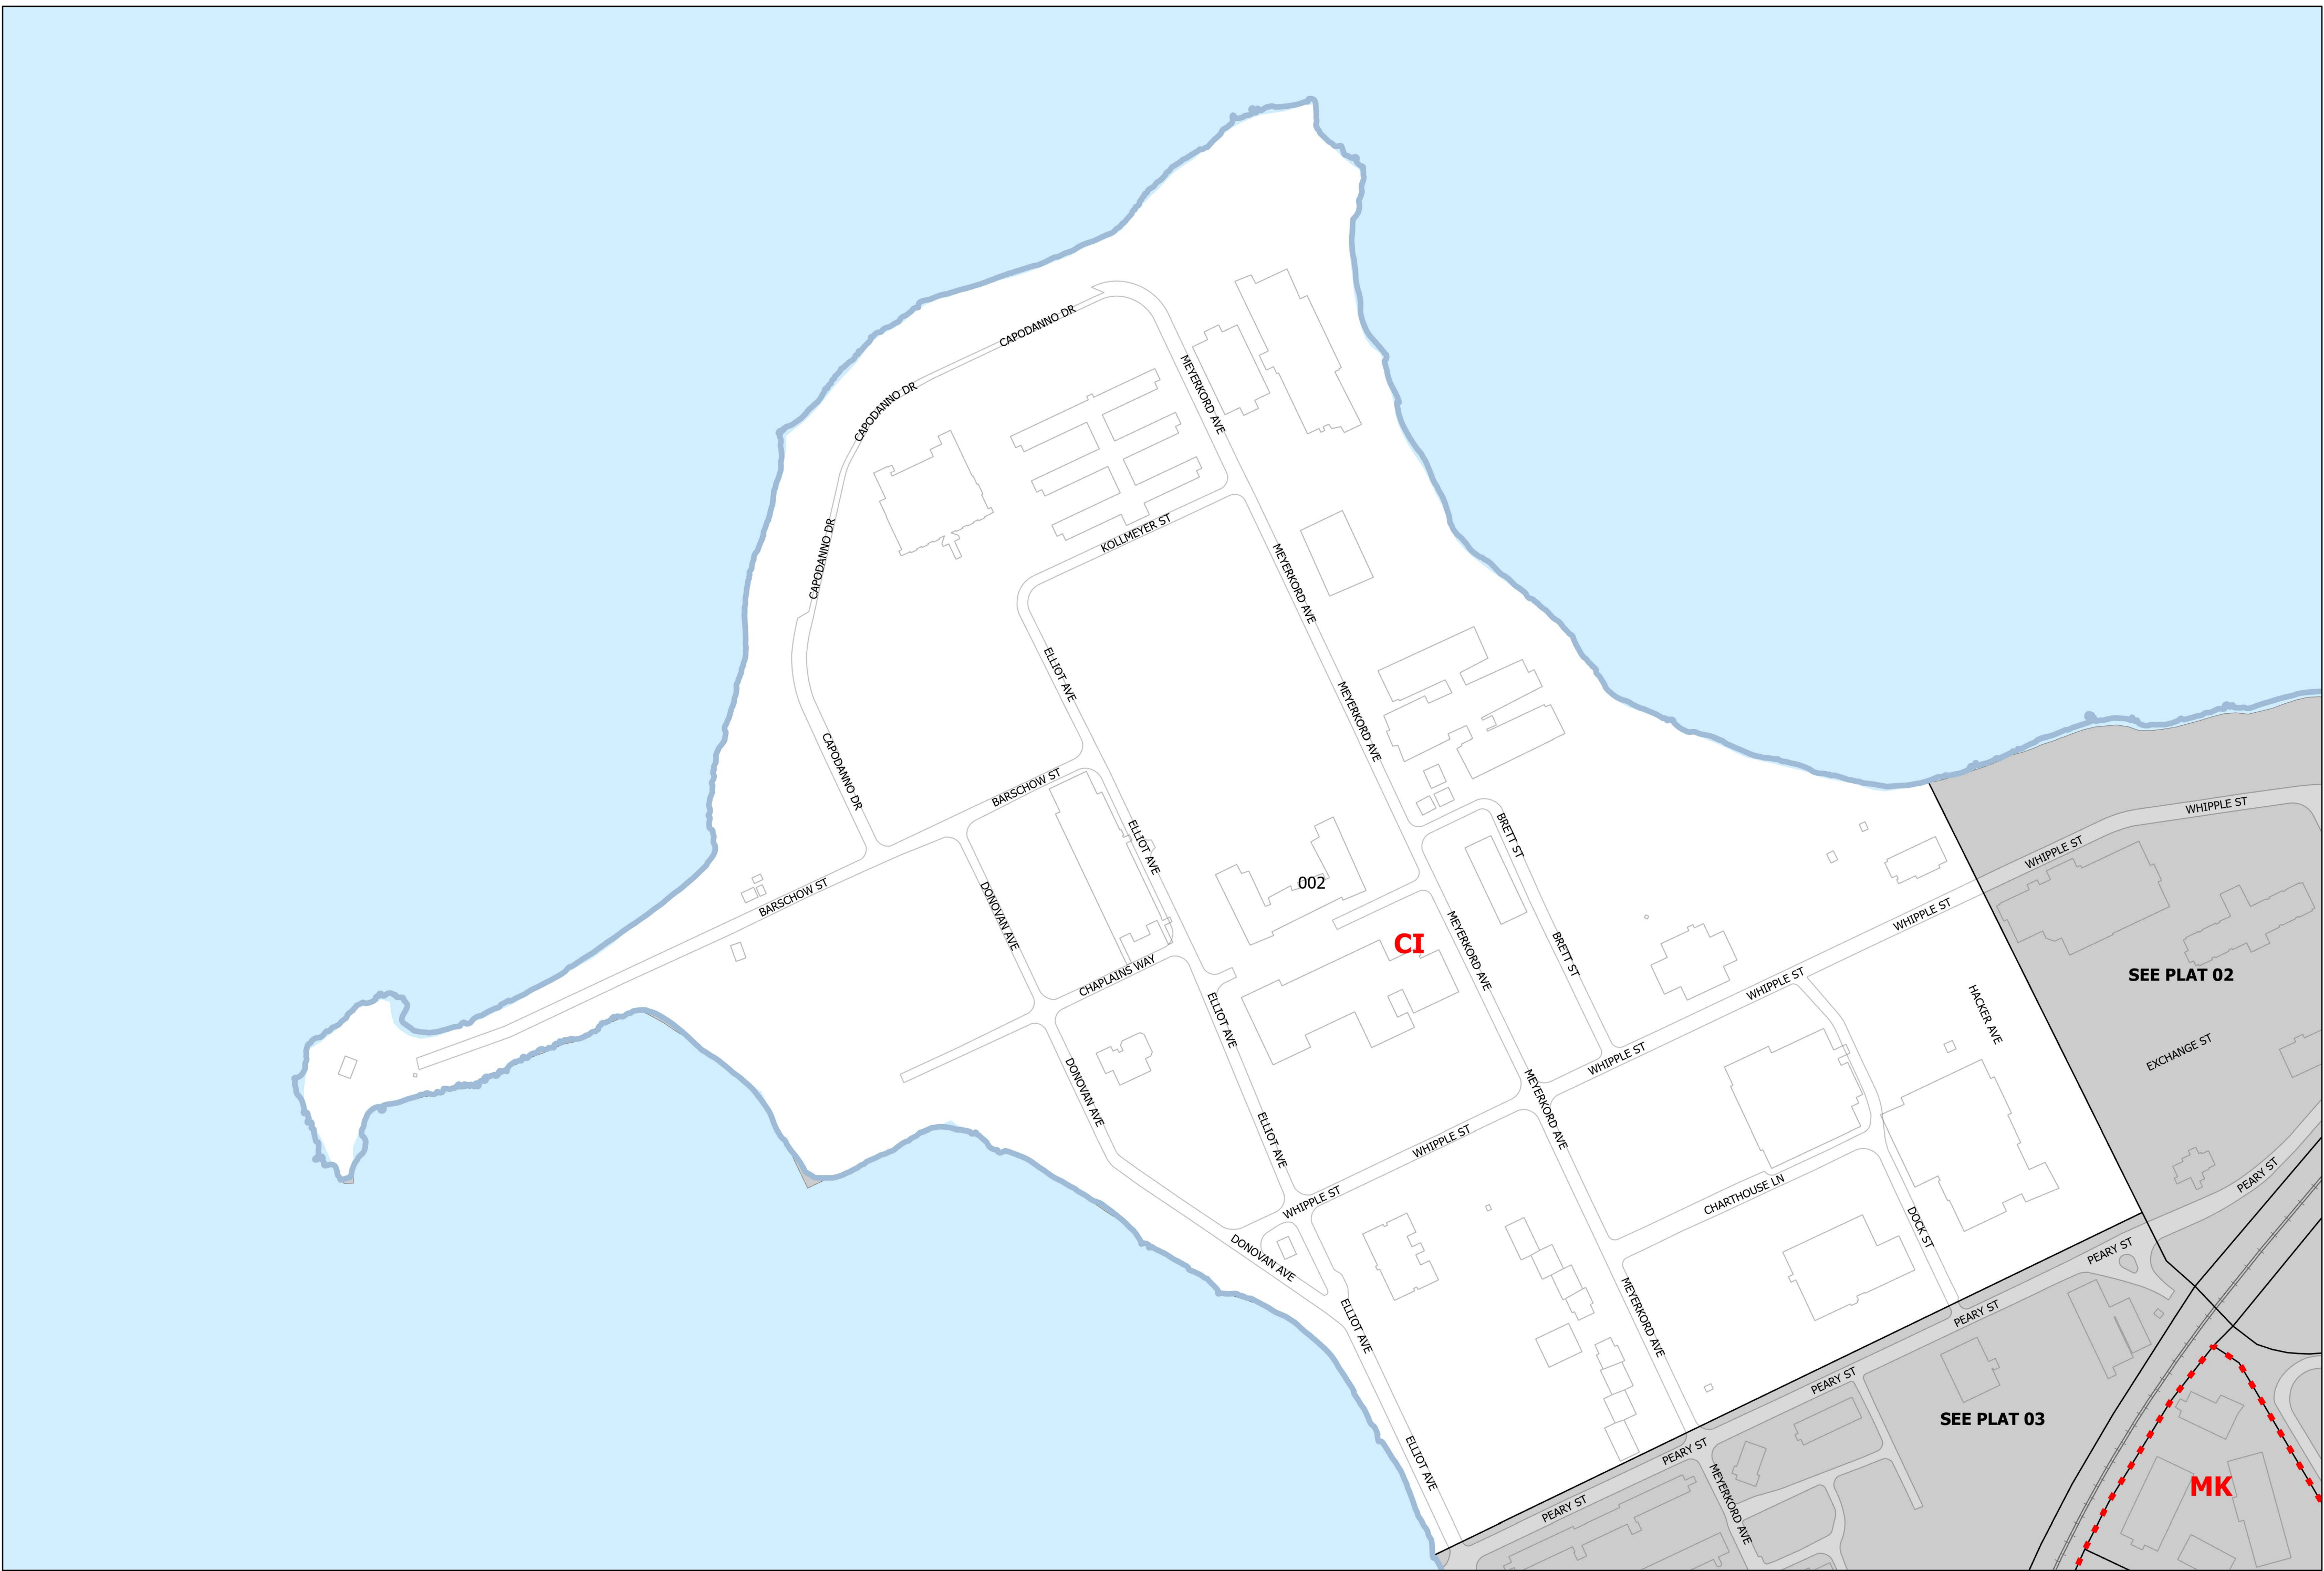 CAPODANNO DR
CAPODANNO DR
MEYERKORD AVE
CAPODANNO DR
KOLLMEYER ST
MEYERKORD AVE
ELLIOT AVE
MEYERKORD AVE
CAPODANNO DR
BARSCHOW ST
WHIPPLE ST
ELLIOT AVE
BRETT ST
WHIPPLE ST
002
BARSCHOW ST
DONOVAN AVE
WHIPPLE ST
CI
MEYERKORD AVE
BRETT ST
CHAPLAINS WAY
SEE PLAT 02
WHIPPLE ST
HACKER AVE
ELLIOT AVE
WHIPPLE ST
EXCHANGE ST
DONOVAN AVE
MEYERKORD AVE
ELLIOT AVE
WHIPPLE ST
PEARY ST
CHARTHOUSE LN
WHIPPLE ST
DOCK ST
PEARY ST
DONOVAN AVE
ELLIOT AVE
MEYERKORD AVE
PEARY ST
PEARY ST
SEE PLAT 03
ELLIOT AVE
PEARY ST
MK
PEARY ST
MEYERKORD AVE